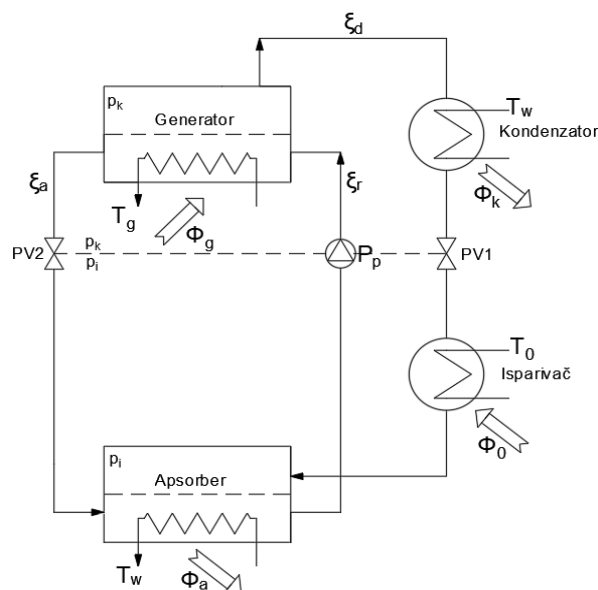 ξd
pk
Generator
Tw
Kondenzator
ξa
ξr
Tg
Φg
Φk
PV2
pk
pi
Pp
PV1
T0
Isparivač
pi
Apsorber
Φ0
Tw
Φa